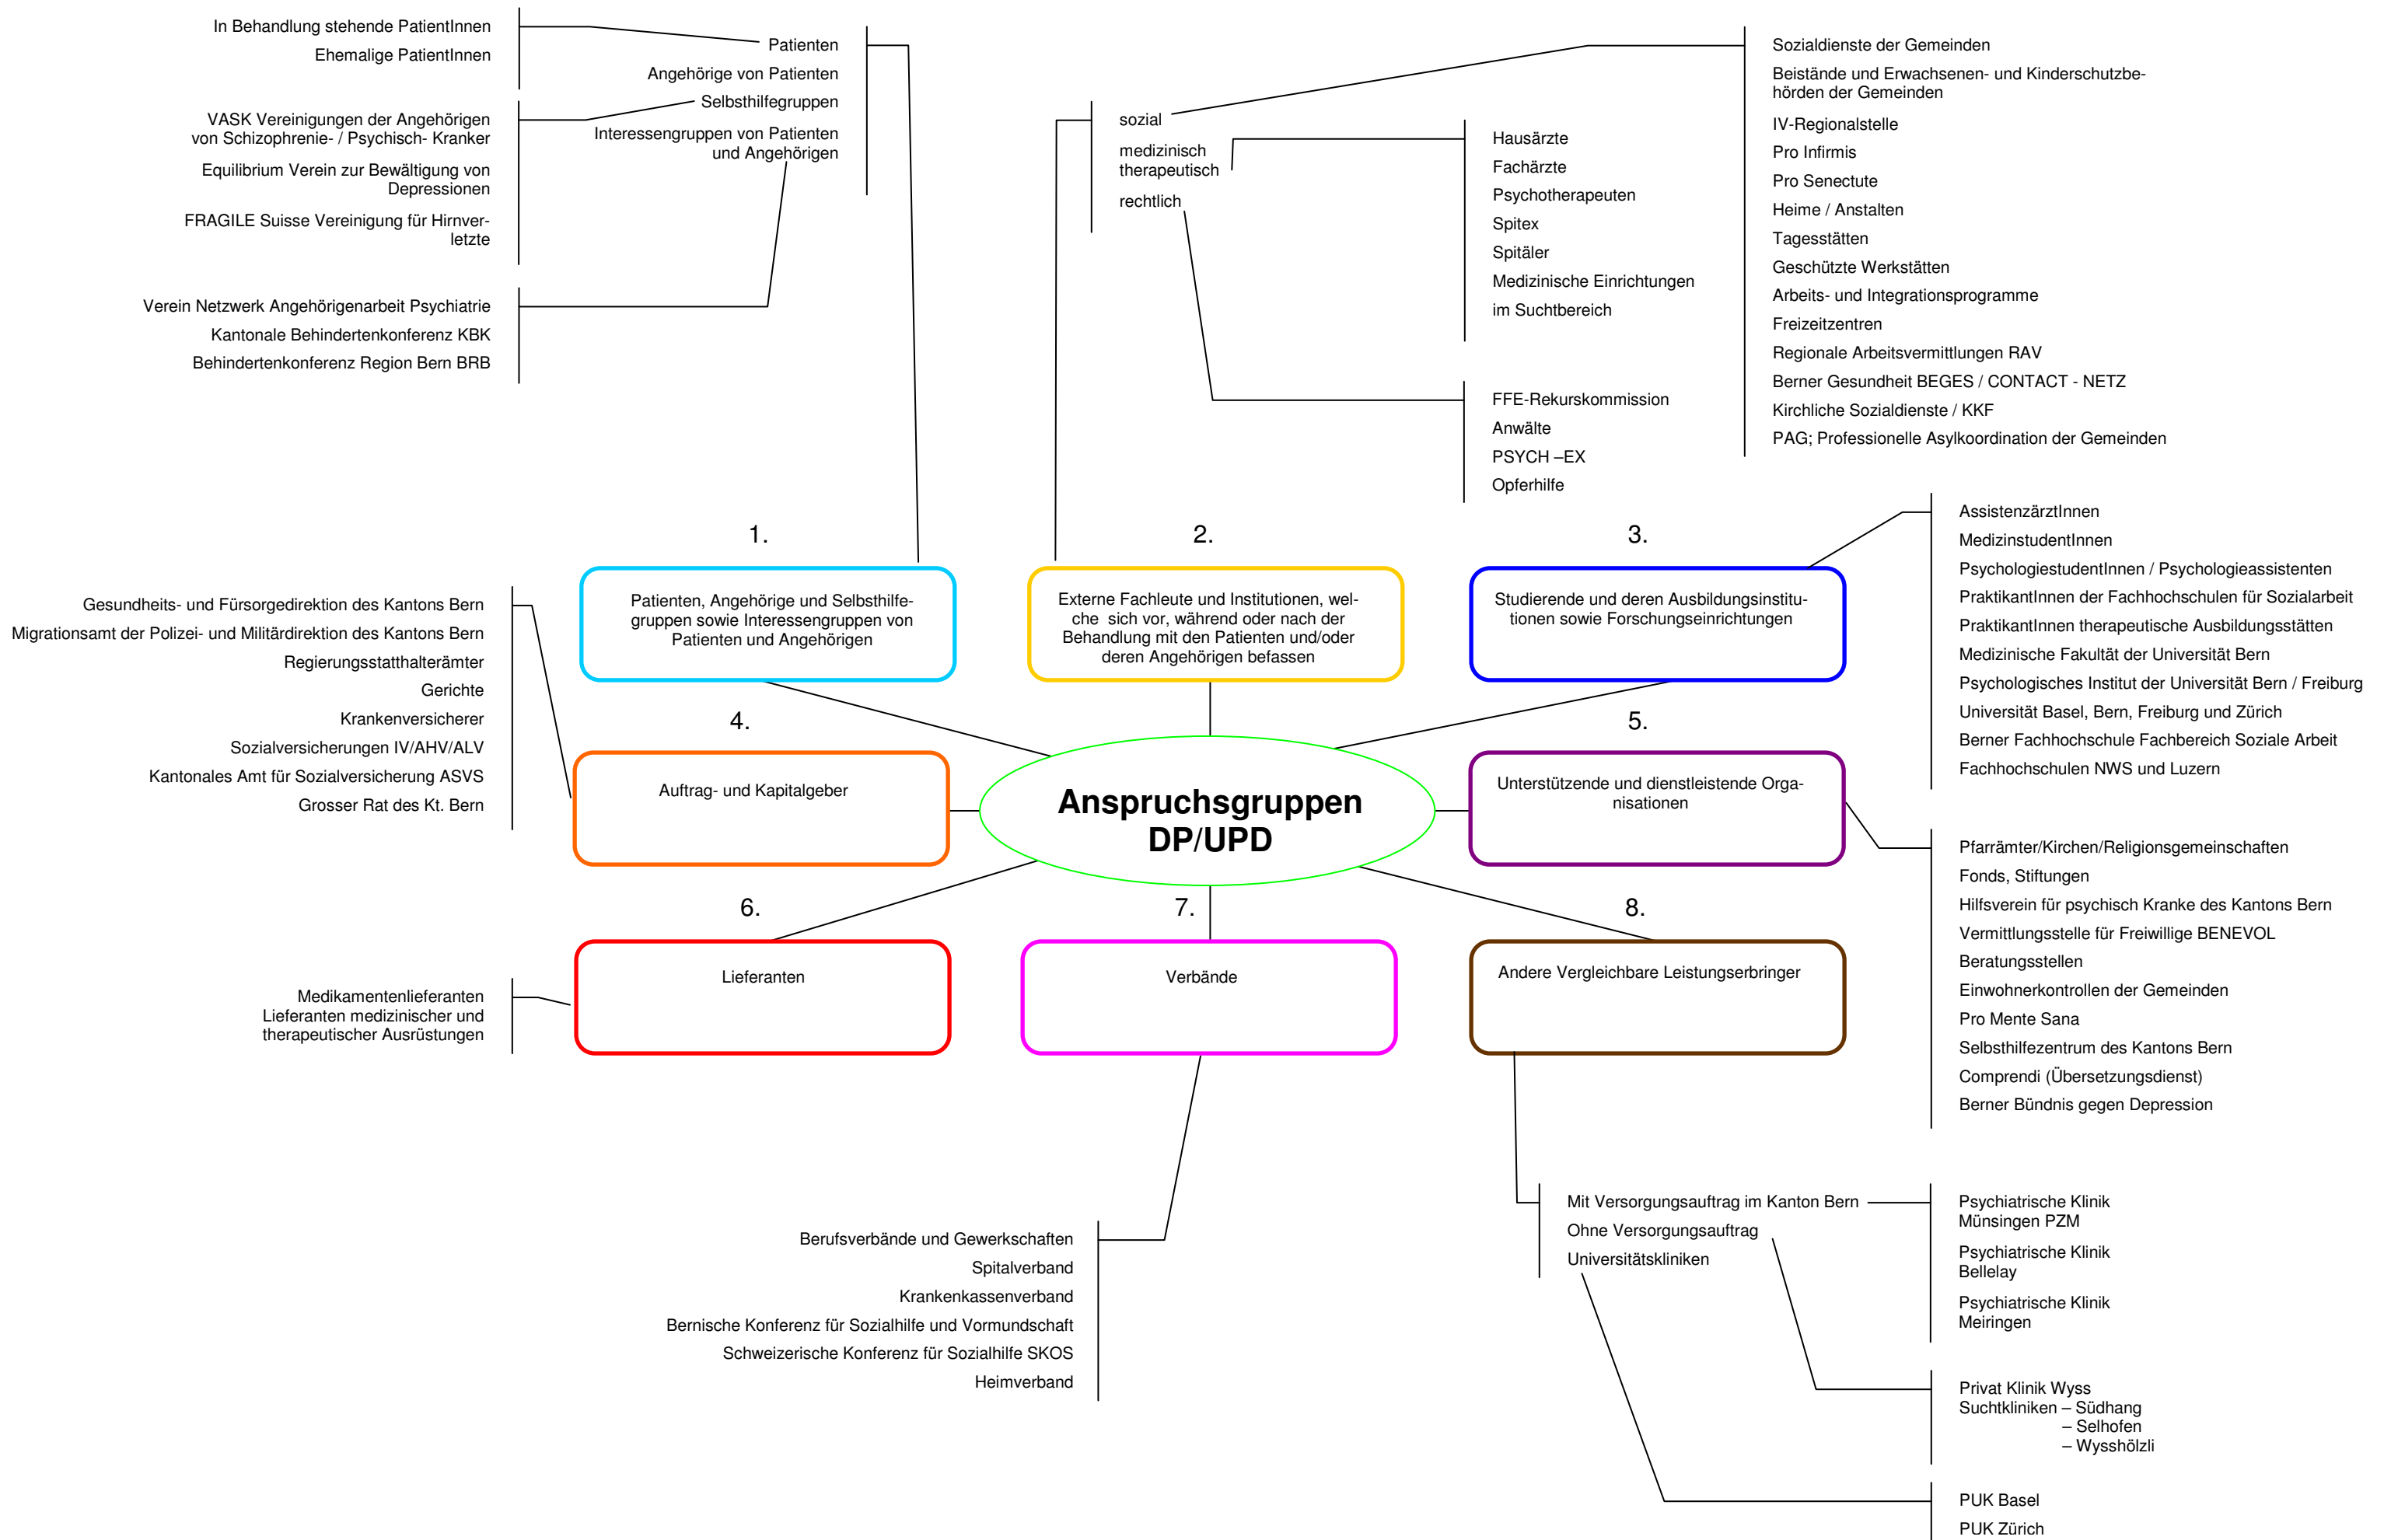 In Behandlung stehende PatientInnen
Ehemalige PatientInnen
VASK Vereinigungen der Angehörigen
von Schizophrenie- / Psychisch- Kranker
Equilibrium Verein zur Bewältigung von
Depressionen
FRAGILE Suisse Vereinigung für Hirnver-
letzte
Verein Netzwerk Angehörigenarbeit Psychiatrie
Kantonale Behindertenkonferenz KBK
Behindertenkonferenz Region Bern BRB
Patienten
Angehörige von Patienten
Selbsthilfegruppen
Interessengruppen von Patienten
und Angehörigen
sozial
medizinisch
therapeutisch
rechtlich
Hausärzte
Fachärzte
Psychotherapeuten
Spitex
Spitäler
Medizinische Einrichtungen
im Suchtbereich
FFE-Rekurskommission
Anwälte
PSYCH –EX
Opferhilfe
Sozialdienste der Gemeinden
Beistände und Erwachsenen- und Kinderschutzbe-
hörden der Gemeinden
IV-Regionalstelle
Pro Infirmis
Pro Senectute
Heime / Anstalten
Tagesstätten
Geschützte Werkstätten
Arbeits- und Integrationsprogramme
Freizeitzentren
Regionale Arbeitsvermittlungen RAV
Berner Gesundheit BEGES / CONTACT - NETZ
Kirchliche Sozialdienste / KKF
PAG; Professionelle Asylkoordination der Gemeinden
1.
Patienten, Angehörige und Selbsthilfe-
gruppen sowie Interessengruppen von
Patienten und Angehörigen
2.
Externe Fachleute und Institutionen, wel-
che sich vor, während oder nach der
Behandlung mit den Patienten und/oder
deren Angehörigen befassen
3.
Studierende und deren Ausbildungsinstitu-
tionen sowie Forschungseinrichtungen
AssistenzärztInnen
MedizinstudentInnen
PsychologiestudentInnen / Psychologieassistenten
PraktikantInnen der Fachhochschulen für Sozialarbeit
PraktikantInnen therapeutische Ausbildungsstätten
Medizinische Fakultät der Universität Bern
Psychologisches Institut der Universität Bern / Freiburg
Universität Basel, Bern, Freiburg und Zürich
Berner Fachhochschule Fachbereich Soziale Arbeit
Fachhochschulen NWS und Luzern
Gesundheits- und Fürsorgedirektion des Kantons Bern
Migrationsamt der Polizei- und Militärdirektion des Kantons Bern
Regierungsstatthalterämter
Gerichte
Krankenversicherer
Sozialversicherungen IV/AHV/ALV
Kantonales Amt für Sozialversicherung ASVS
Grosser Rat des Kt. Bern
4.
Auftrag- und Kapitalgeber
Anspruchsgruppen
DP/UPD
5.
Unterstützende und dienstleistende Orga-
nisationen
Pfarrämter/Kirchen/Religionsgemeinschaften
Fonds, Stiftungen
Hilfsverein für psychisch Kranke des Kantons Bern
Vermittlungsstelle für Freiwillige BENEVOL
Beratungsstellen
Einwohnerkontrollen der Gemeinden
Pro Mente Sana
Selbsthilfezentrum des Kantons Bern
Comprendi (Übersetzungsdienst)
Berner Bündnis gegen Depression
6.
Lieferanten
Medikamentenlieferanten
Lieferanten medizinischer und
therapeutischer Ausrüstungen
7.
Verbände
Berufsverbände und Gewerkschaften
Spitalverband
Krankenkassenverband
Bernische Konferenz für Sozialhilfe und Vormundschaft
Schweizerische Konferenz für Sozialhilfe SKOS
Heimverband
8.
Andere Vergleichbare Leistungserbringer
Mit Versorgungsauftrag im Kanton Bern
Ohne Versorgungsauftrag
Universitätskliniken
Psychiatrische Klinik
Münsingen PZM
Psychiatrische Klinik
Bellelay
Psychiatrische Klinik
Meiringen
Privat Klinik Wyss
Suchtkliniken – Südhang
– Selhofen
– Wysshölzli
PUK Basel
PUK Zürich